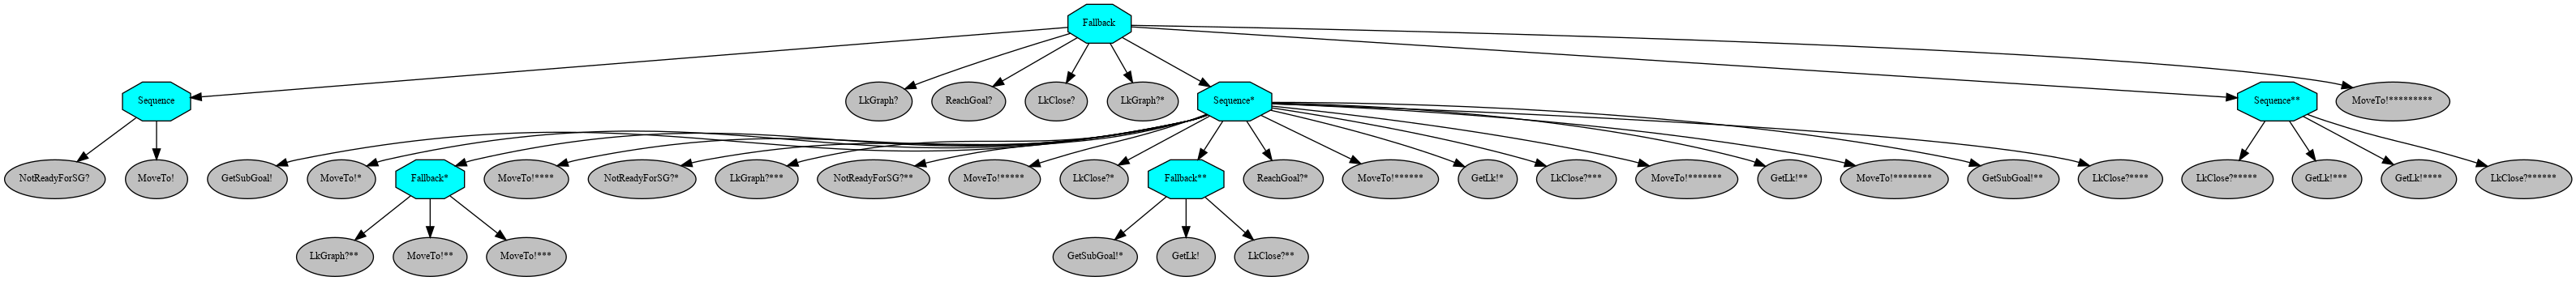 Fallback
Sequence
LkGraph?
ReachGoal?
LkClose?
LkGraph?*
Sequence*
Sequence**
MoveTo!*********
NotReadyForSG?
MoveTo!
GetSubGoal!
MoveTo!*
Fallback*
MoveTo!****
NotReadyForSG?*
LkGraph?***
NotReadyForSG?**
MoveTo!*****
LkClose?*
Fallback**
ReachGoal?*
MoveTo!******
GetLk!*
LkClose?***
MoveTo!*******
GetLk!**
MoveTo!********
GetSubGoal!**
LkClose?****
LkClose?*****
GetLk!***
GetLk!****
LkClose?******
LkGraph?**
MoveTo!**
MoveTo!***
GetSubGoal!*
GetLk!
LkClose?**